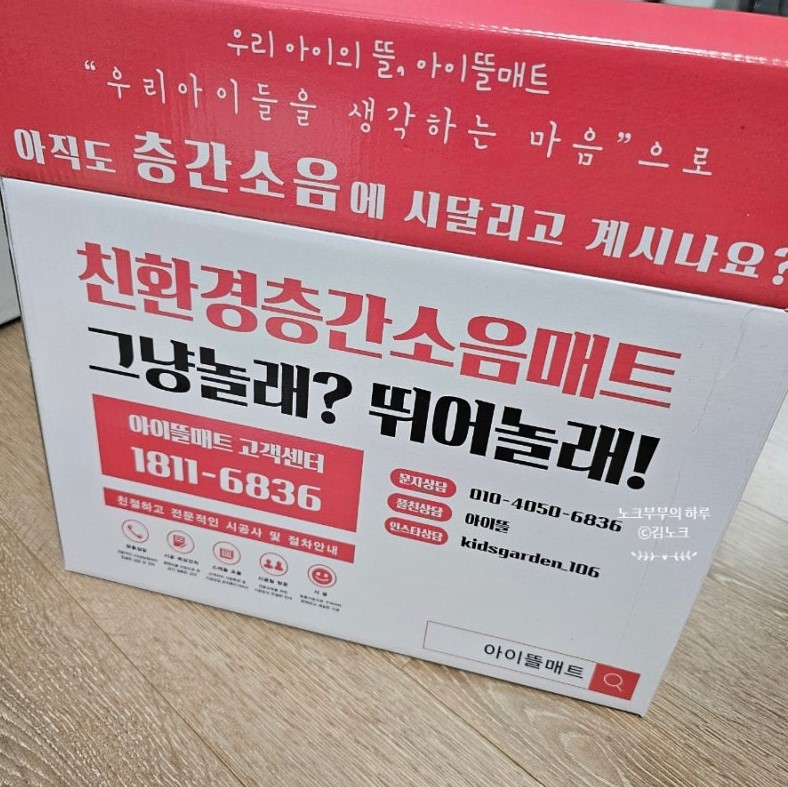 우리 아이의 뜰, 아이뜰매트
“우리아이들을 생각하는 마음”으로
아직도 층간소음에 시달리고 계시나요?
친환경층간소음매트
그냥놀래? 뛰어놀래!
아이뜰매트 고객센터
1811-6836
친절하고 전문적인 시공사 및 절차안내
문자상담 010-4050-6836
플친상담 아이뜰
인스타상담 kidsgarden_106
노크부부의 하루
©김노크
시공
아이뜰매트